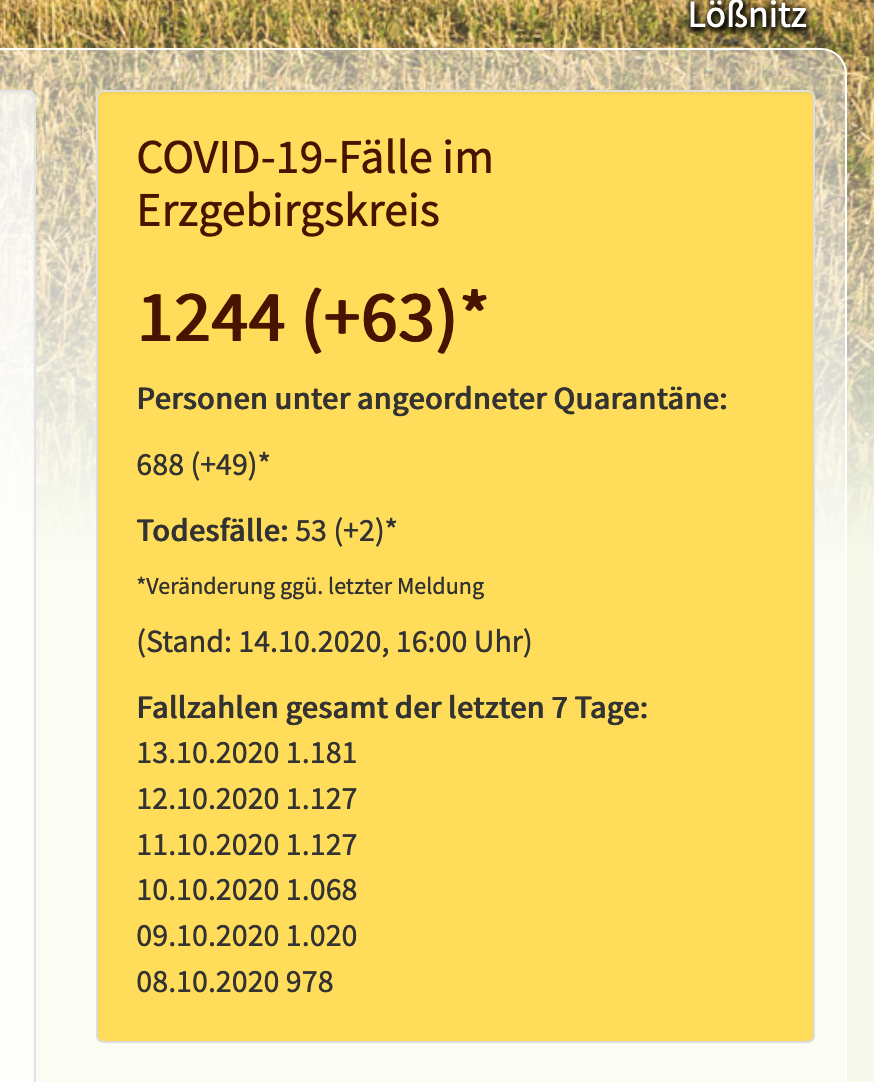 Lößnitz
COVID-19-Fälle im
Erzgebirgskreis
1244 (+63)*
Personen unter angeordneter Quarantäne:
688 (+49)*
Todesfälle: 53 (+2)*
*Veränderung ggü. letzter Meldung
(Stand: 14.10.2020, 16:00 Uhr)
Fallzahlen gesamt der letzten 7 Tage:
13.10.2020 1.181
12.10.2020 1.127
11.10.2020 1.127
10.10.2020 1.068
09.10.2020 1.020
08.10.2020 978